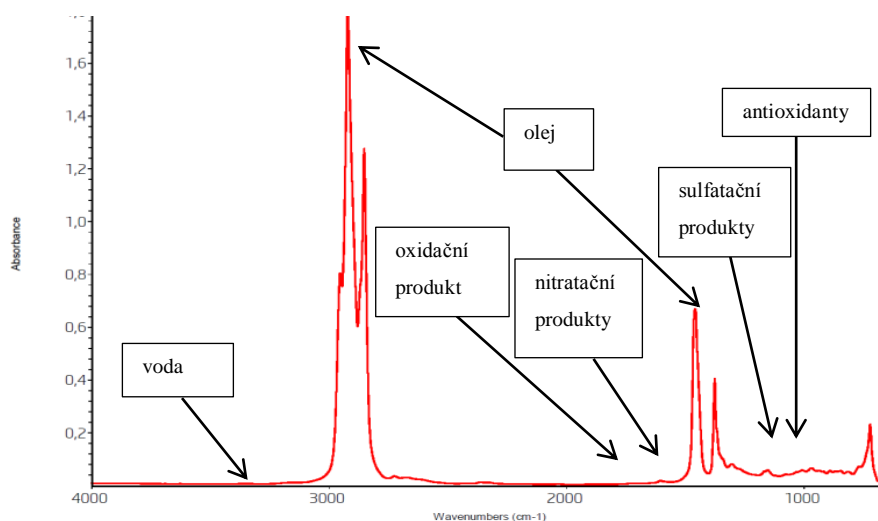 1,6
1,4
1,2
1,0
0,8
0,6
0,4
0,2
Absorbance
4000
3000
2000
1000
Wavenumbers (cm-1)
voda
oxidační
produkt
olej
nitratační
produkty
sulfatační
produkty
antioxidanty